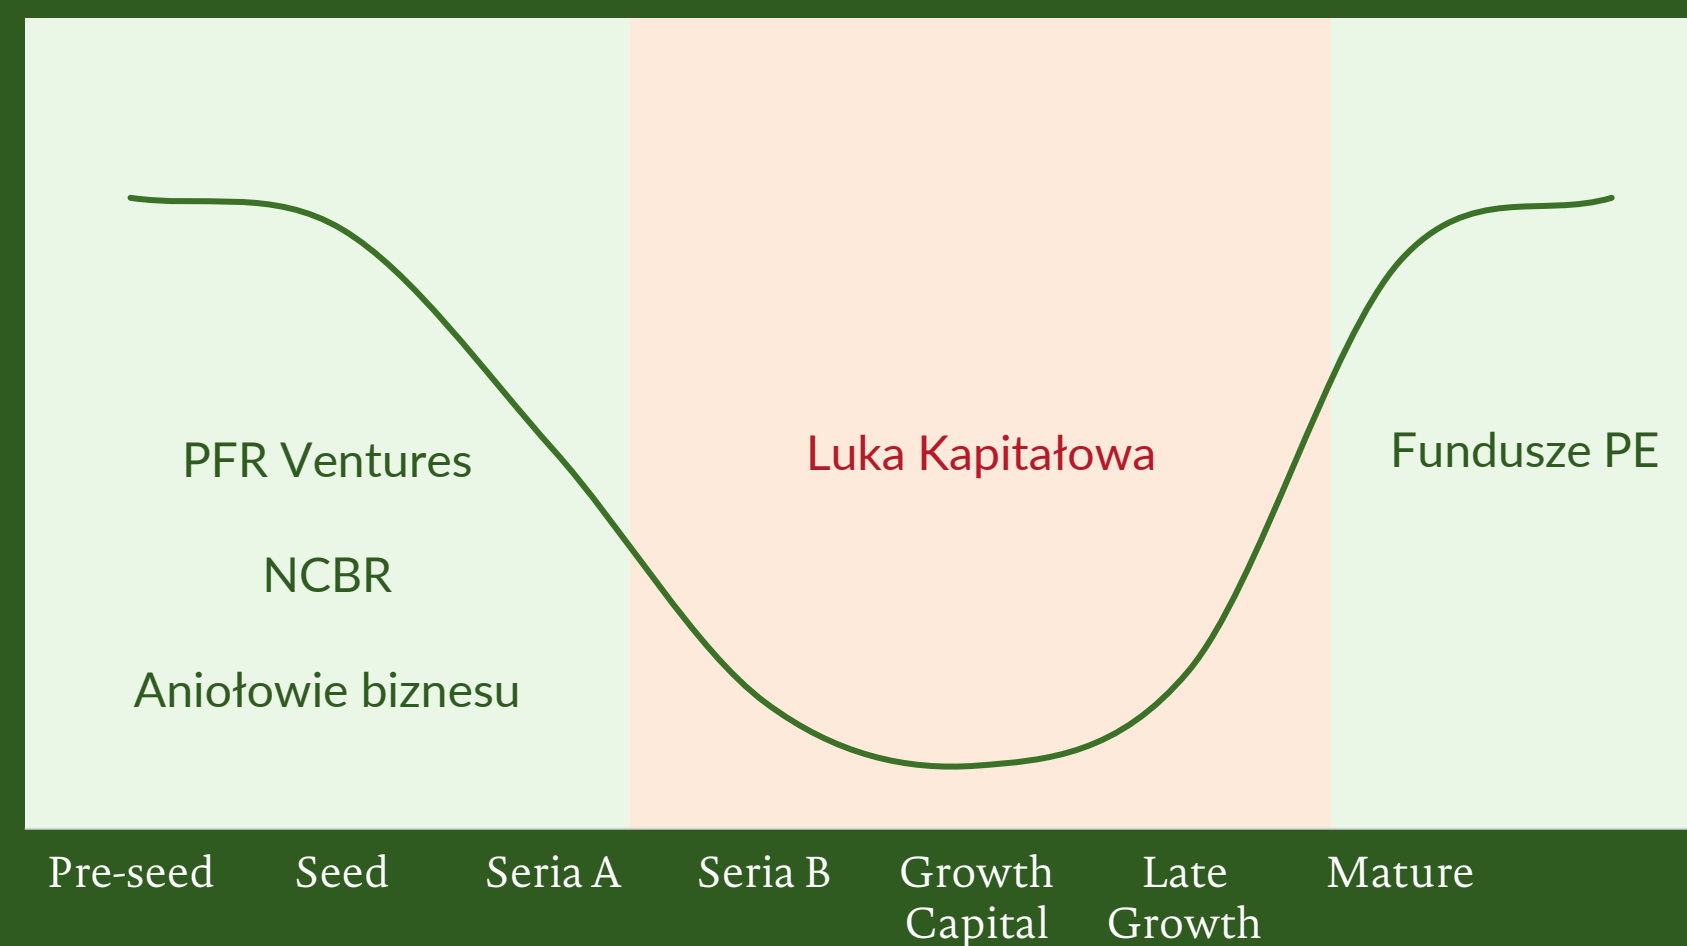 PFR Ventures
NCBR
Aniołowie biznesu
Luka Kapitałowa
Fundusze PE
Pre-seed
Seed
Seria A
Seria B
Growth
Capital
Late
Growth
Mature